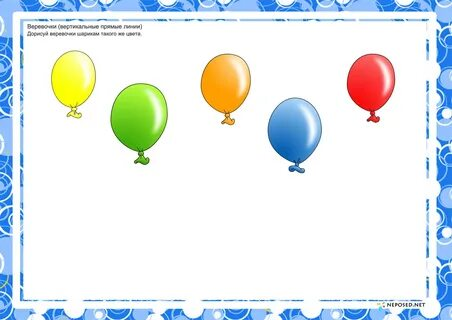 Веревочки (вертикальные прямые линии)
Дорисуй веревочки шарикам такого же цвета.
NEPOSED.NET